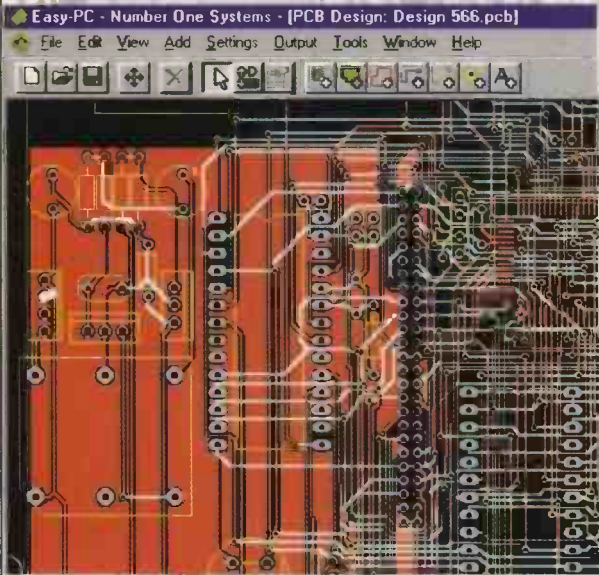 Easy-PC - Number One Systems - [PCB Design: Design 566.pcb]
File Edit View Add Settings Output Tools Window Help